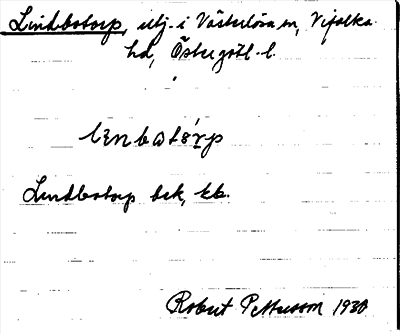 Lindbotorp, utj. i Västerlösa sn, Vifolka
hd, Östergötl. l.
Lindbotorp bek, kb.
Robert Pettersson 1930